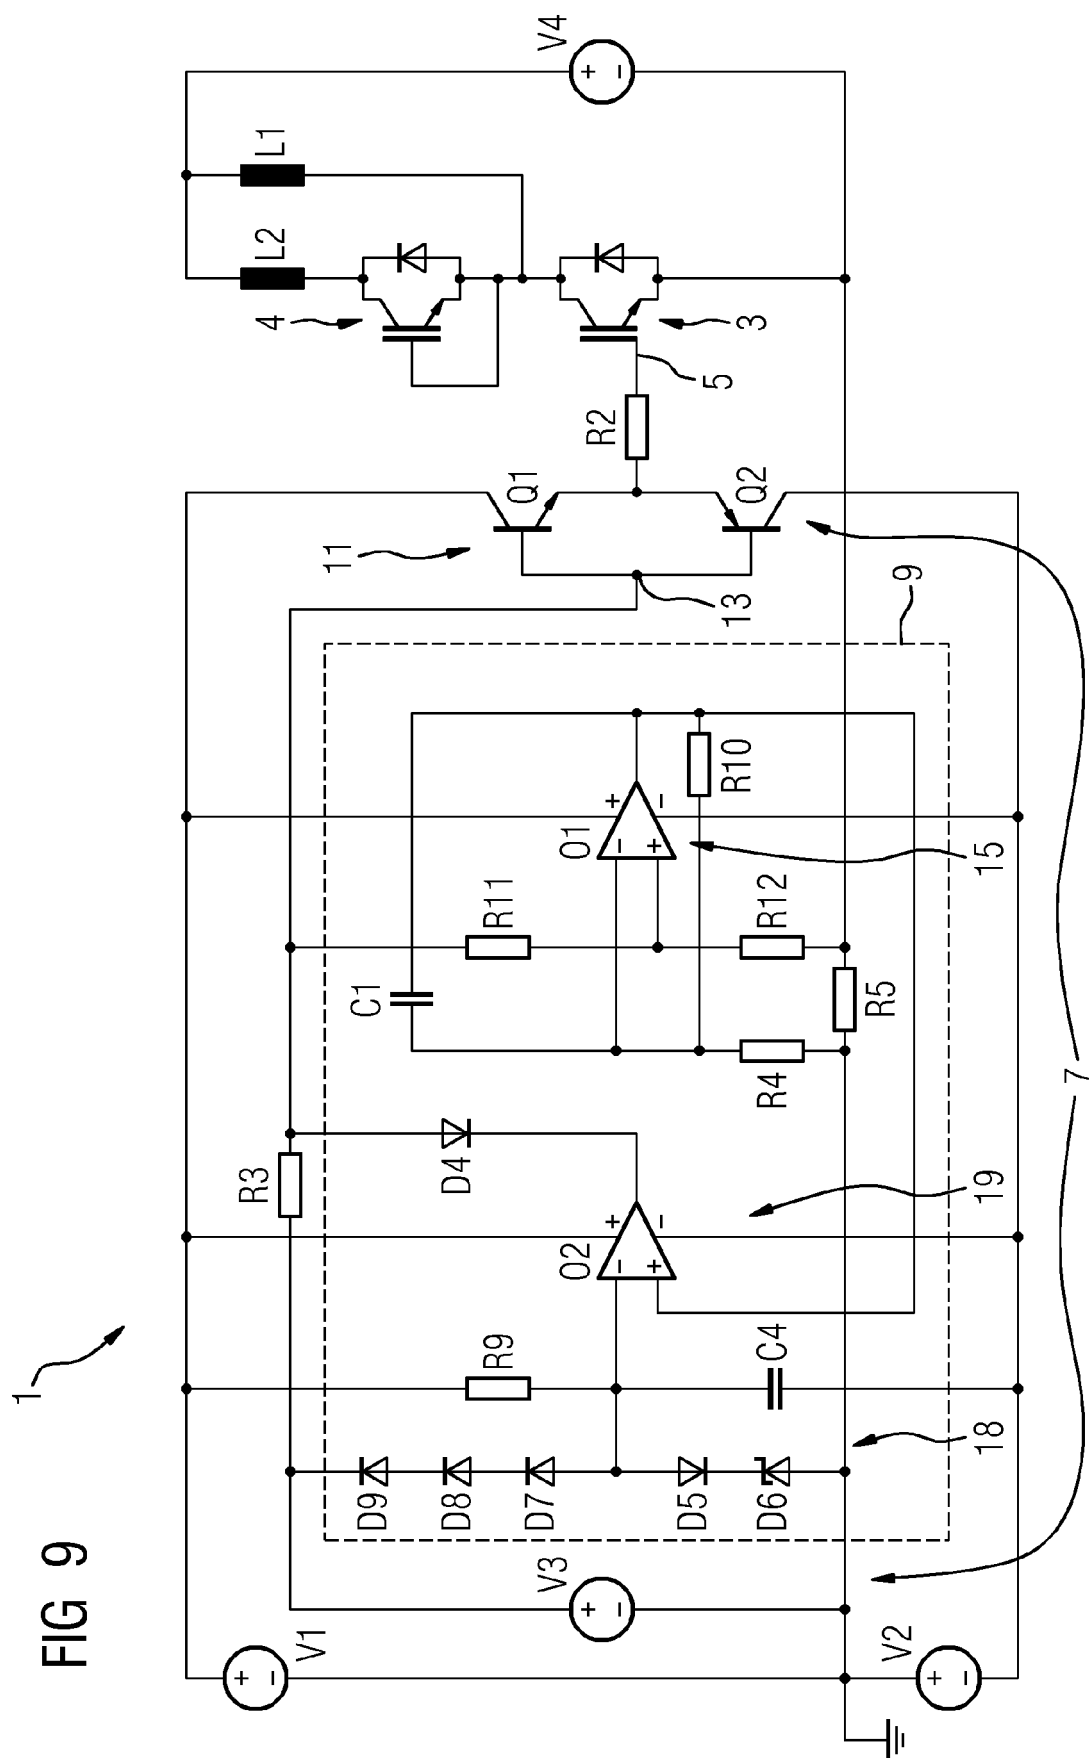 FIG 9
1
V1
V2
V3
D9
D8
D7
D5
D6
R9
C4
18
O2
+
-
-
+
19
R3
D4
C1
R4
R5
R11
R12
O1
+
-
-
+
15
R10
9
7
11
13
Q1
Q2
R2
5
4
3
L2
L1
V4
+
-
+
-
+
-
+
-